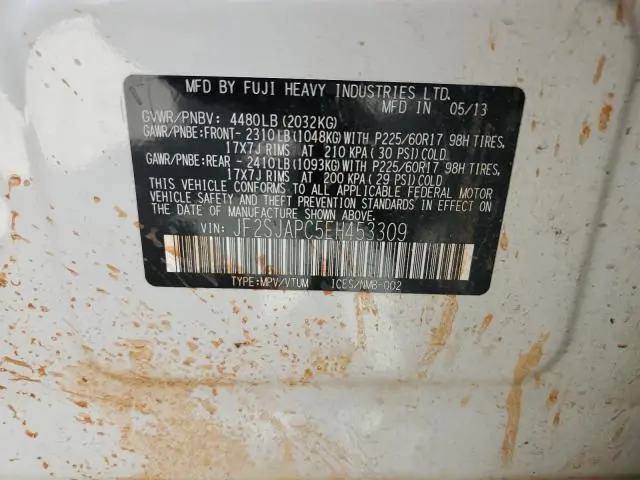 MFD BY FUJI HEAVY INDUSTRIES LTD.
MFD IN 05/13
GVWR/PNBV: 4480LB (2032KG)
GAWR/PNBE:FRONT- 2310LB(1048KG)WITH P225/60R17 98H TIRES,
17X7J RIMS AT 210 KPA (30 PSI)COLD
GAWR/PNBE:REAR - 2410LB(1093KG)WITH P225/60R17 98H TIRES,
17X7J RIMS AT 200 KPA (29 PSI)COLD
THIS VEHICLE CONFORMS TO ALL APPLICABLE FEDERAL MOTOR
VEHICLE SAFETY AND THEFT PREVENTION STANDARDS IN EFFECT ON
THE DATE OF MANUFACTURE SHOWN ABOVE.
VIN: JF2SJAPC5EH453309
TYPE:MPV/VTUM ICES/NMB-002